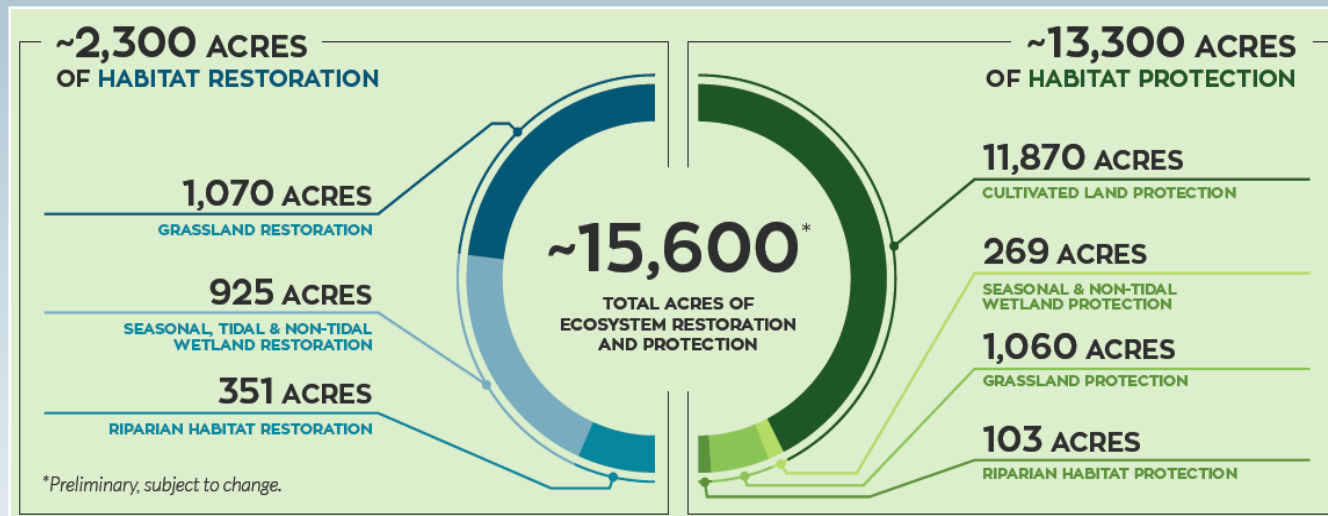 ~2,300 ACRES
OF HABITAT RESTORATION
1,070 ACRES
GRASSLAND RESTORATION
925 ACRES
SEASONAL, TIDAL & NON-TIDAL
WETLAND RESTORATION
351 ACRES
RIPARIAN HABITAT RESTORATION
*Preliminary, subject to change.
~15,600*
TOTAL ACRES OF
ECOSYSTEM RESTORATION
AND PROTECTION
~13,300 ACRES
OF HABITAT PROTECTION
11,870 ACRES
CULTIVATED LAND PROTECTION
269 ACRES
SEASONAL & NON-TIDAL
WETLAND PROTECTION
1,060 ACRES
GRASSLAND PROTECTION
103 ACRES
RIPARIAN HABITAT PROTECTION